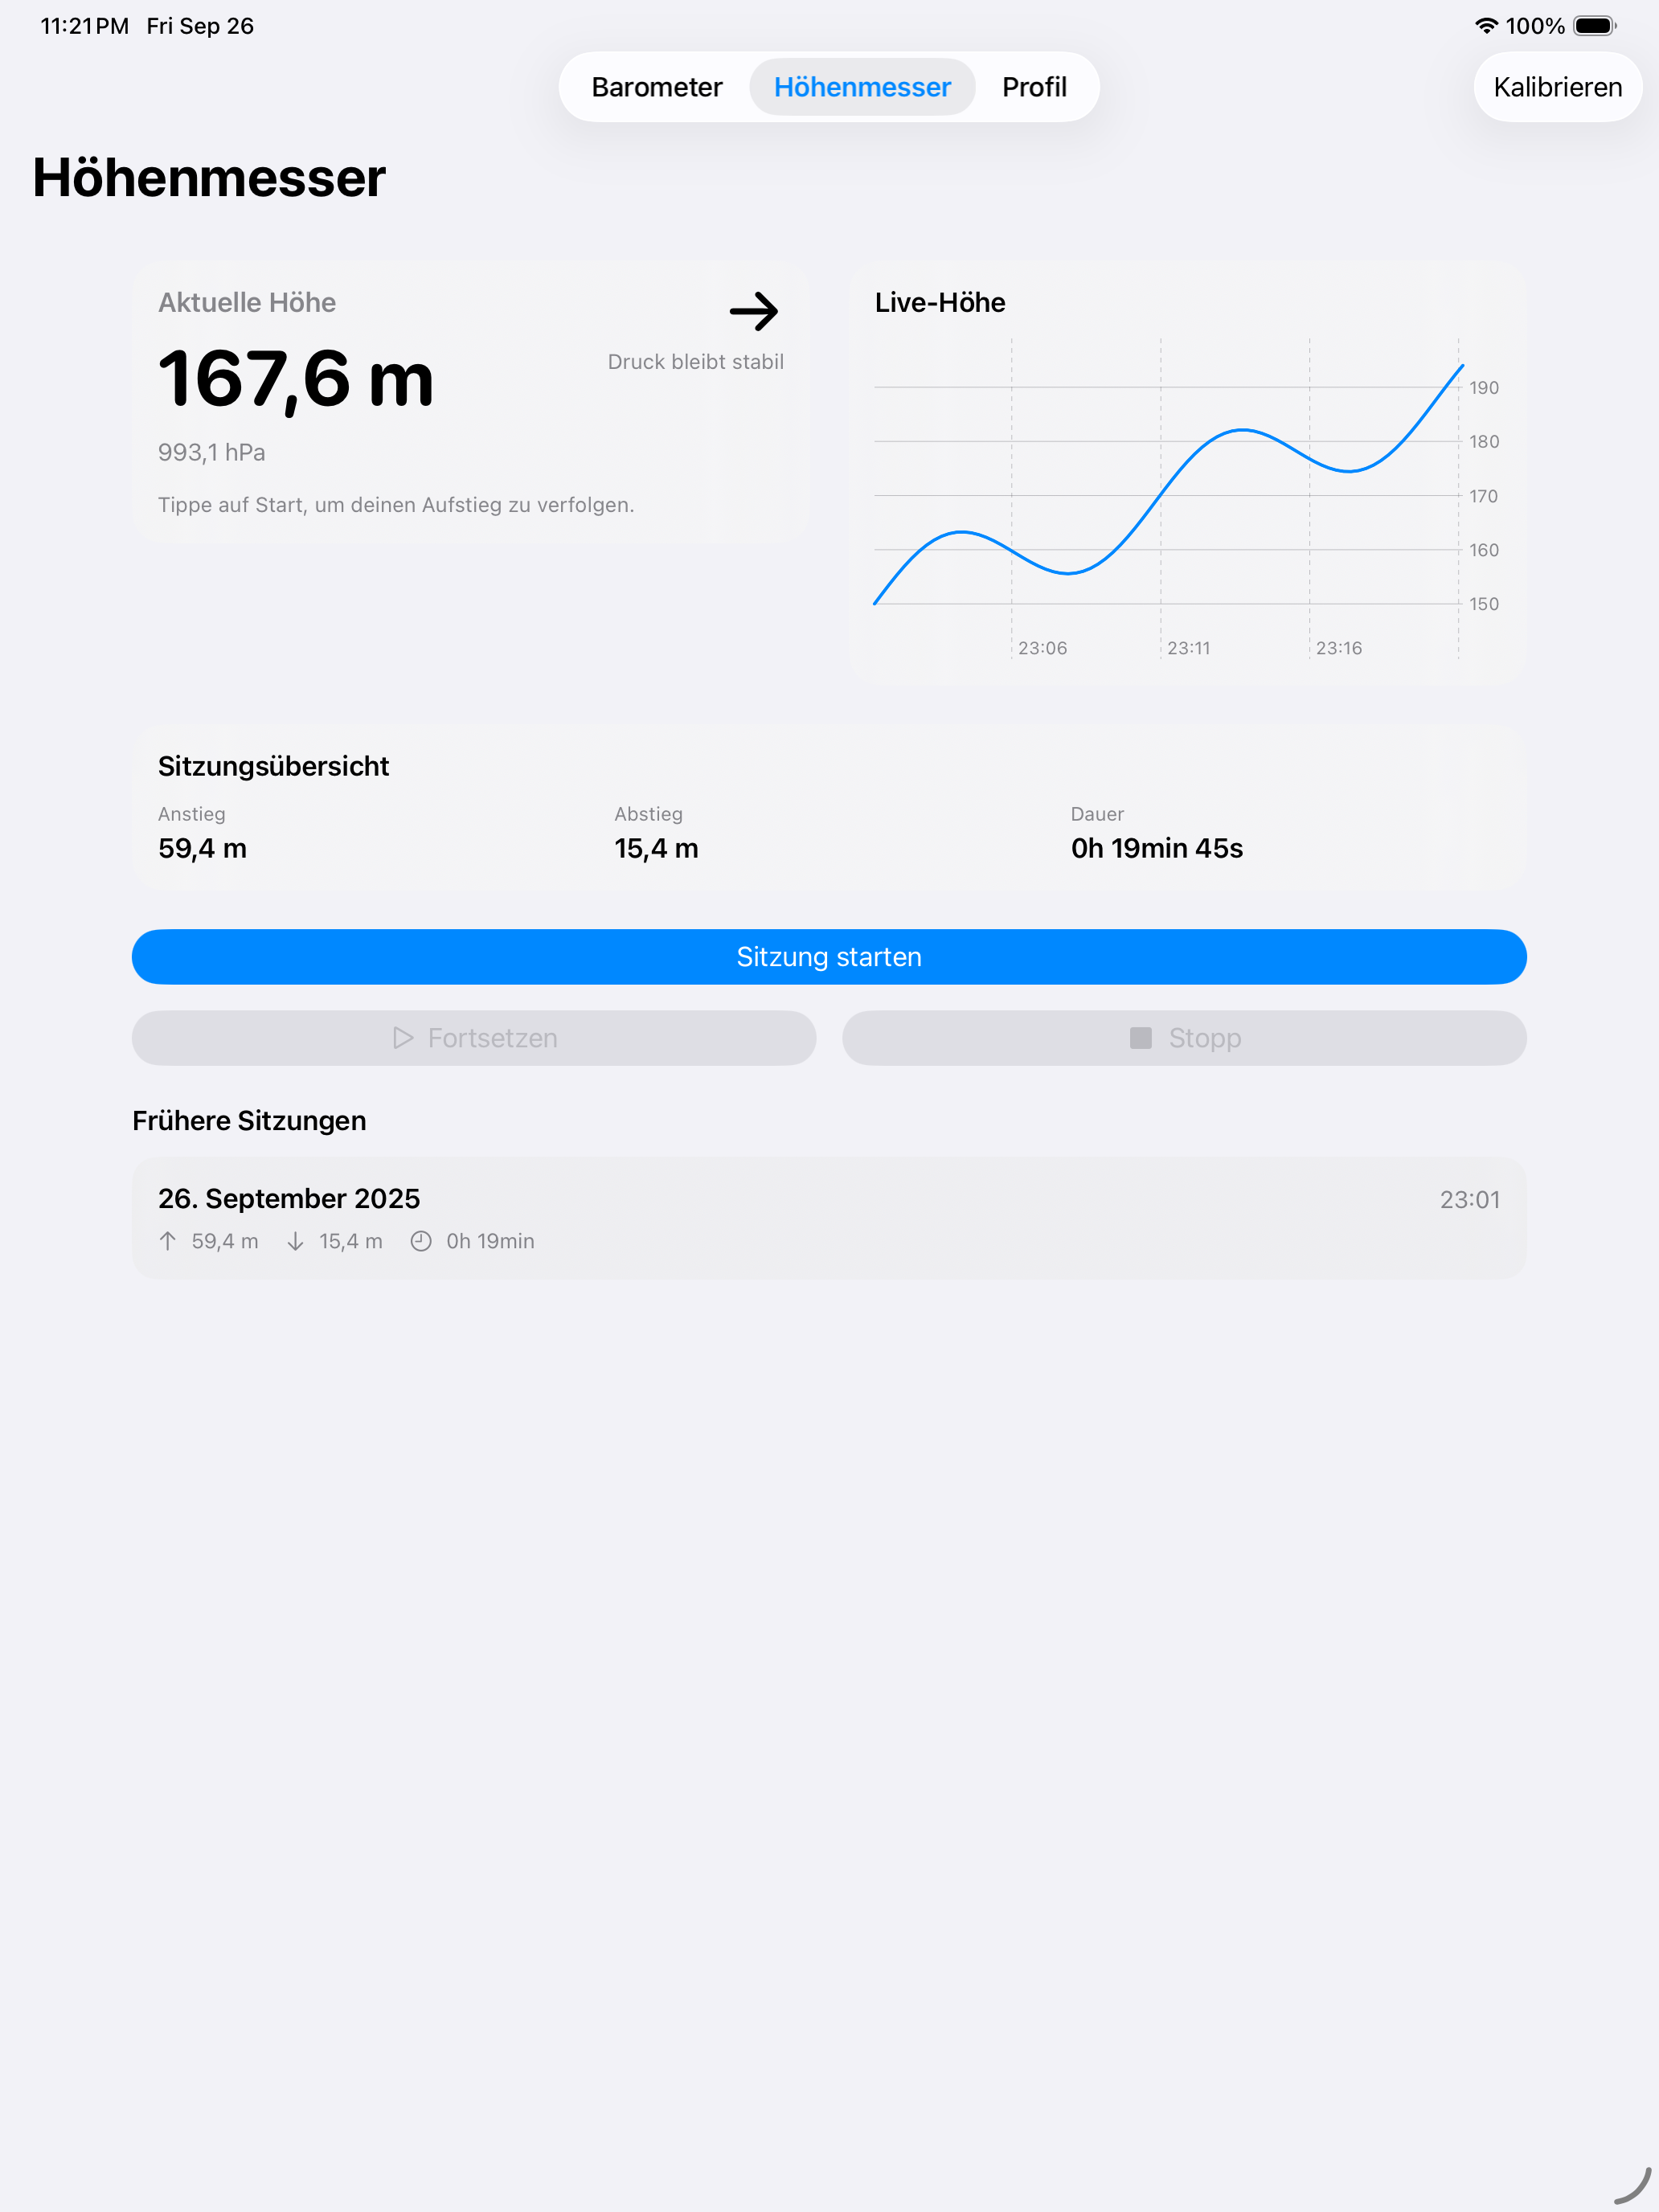 11:21 PM Fri Sep 26
100%
Barometer
Höhenmesser
Profil
Kalibrieren
Höhenmesser
Aktuelle Höhe
167,6 m
Druck bleibt stabil
993,1 hPa
Tippe auf Start, um deinen Aufstieg zu verfolgen.
Live-Höhe
190
180
170
160
150
23:06
23:11
23:16
Sitzungsübersicht
Anstieg
59,4 m
Abstieg
15,4 m
Dauer
0h 19min 45s
Sitzung starten
Fortsetzen
Stopp
Frühere Sitzungen
26. September 2025
23:01
59,4 m
15,4 m
0h 19min